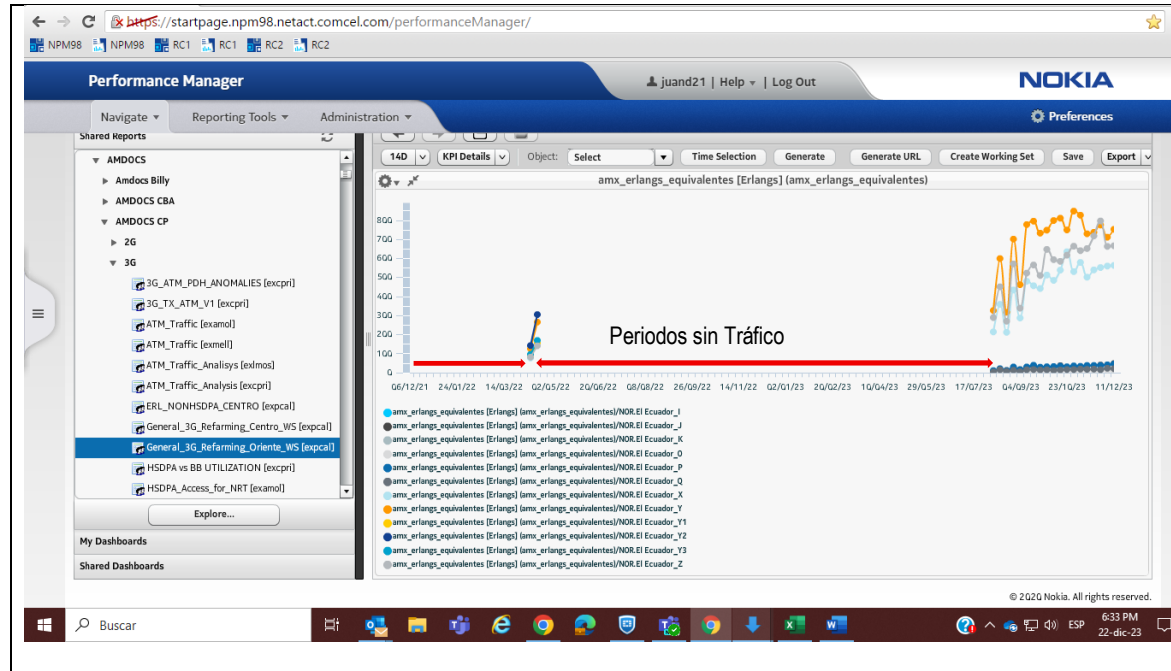 https://startpage.npm98.netact.comcel.com/performanceManager/
NPM98 NPM98 RC1 RC1 RC2 RC2
Performance Manager
juand21 | Help | Log Out
NOKIA
Navigate Reporting Tools Administration
Preferences
Shared Reports
14D KPI Details Object: Select Time Selection Generate Generate URL Create Working Set Save Export
AMDOCS
Amdocs Billy
AMDOCS CBA
AMDOCS CP
2G
3G
3G_ATM_PDH_ANOMALIES [excpri]
3G_TX_ATM_V1 [excpri]
ATM_Traffic [examol]
ATM_Traffic [exmell]
ATM_Traffic_Analisys [exlmos]
ATM_Traffic_Analysis [excpri]
ERL_NONHSDPA_CENTRO [expcal]
General_3G_Refarming_Centro_WS [expcal]
General_3G_Refarming_Oriente_WS [expcal]
HSDPA vs BB UTILIZATION [excpri]
HSDPA_Access_for_NRT [examol]
Explore...
My Dashboards
Shared Dashboards
amx_erlangs_equivalentes [Erlangs] (amx_erlangs_equivalentes)
800
700
600
500
400
300
200
100
0
Periodos sin Tráfico
06/12/21 24/01/22 14/03/22 02/05/22 20/06/22 08/08/22 26/09/22 14/11/22 02/01/23 20/02/23 10/04/23 29/05/23 17/07/23 04/09/23 23/10/23 11/12/23
amx_erlangs_equivalentes [Erlangs] (amx_erlangs_equivalentes)/NOR.El Ecuador_I
amx_erlangs_equivalentes [Erlangs] (amx_erlangs_equivalentes)/NOR.El Ecuador_J
amx_erlangs_equivalentes [Erlangs] (amx_erlangs_equivalentes)/NOR.El Ecuador_K
amx_erlangs_equivalentes [Erlangs] (amx_erlangs_equivalentes)/NOR.El Ecuador_O
amx_erlangs_equivalentes [Erlangs] (amx_erlangs_equivalentes)/NOR.El Ecuador_P
amx_erlangs_equivalentes [Erlangs] (amx_erlangs_equivalentes)/NOR.El Ecuador_Q
amx_erlangs_equivalentes [Erlangs] (amx_erlangs_equivalentes)/NOR.El Ecuador_X
amx_erlangs_equivalentes [Erlangs] (amx_erlangs_equivalentes)/NOR.El Ecuador_Y
amx_erlangs_equivalentes [Erlangs] (amx_erlangs_equivalentes)/NOR.El Ecuador_Y1
amx_erlangs_equivalentes [Erlangs] (amx_erlangs_equivalentes)/NOR.El Ecuador_Y2
amx_erlangs_equivalentes [Erlangs] (amx_erlangs_equivalentes)/NOR.El Ecuador_Y3
amx_erlangs_equivalentes [Erlangs] (amx_erlangs_equivalentes)/NOR.El Ecuador_Z
© 2020 Nokia. All rights reserved.
Buscar
ESP
6:33 PM
22-dic-23